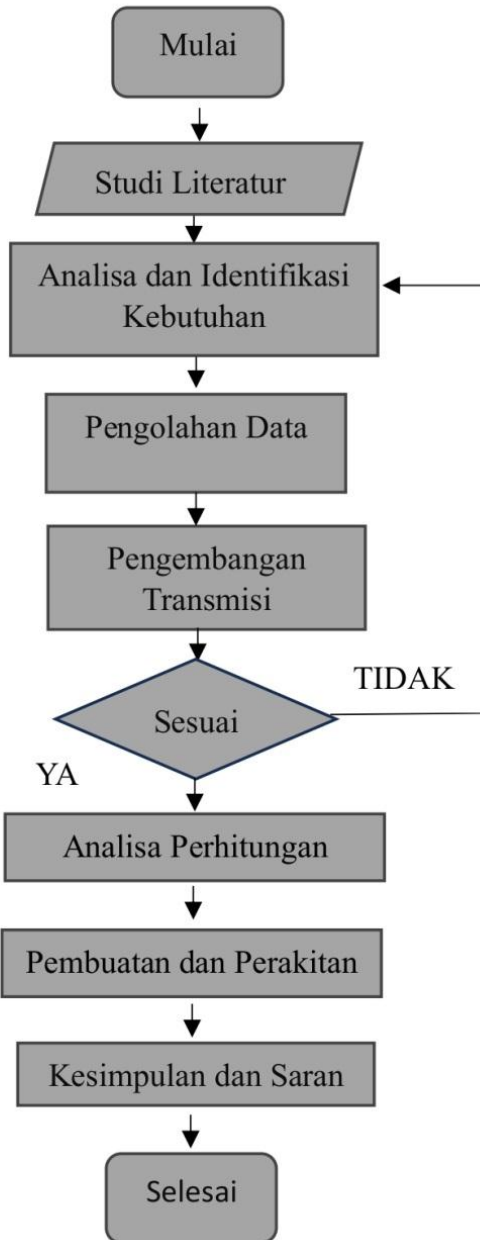 Mulai
Studi Literatur
Analisa dan Identifikasi
Kebutuhan
Pengolahan Data
Pengembangan
Transmisi
TIDAK
Sesuai
YA
Analisa Perhitungan
Pembuatan dan Perakitan
Kesimpulan dan Saran
Selesai